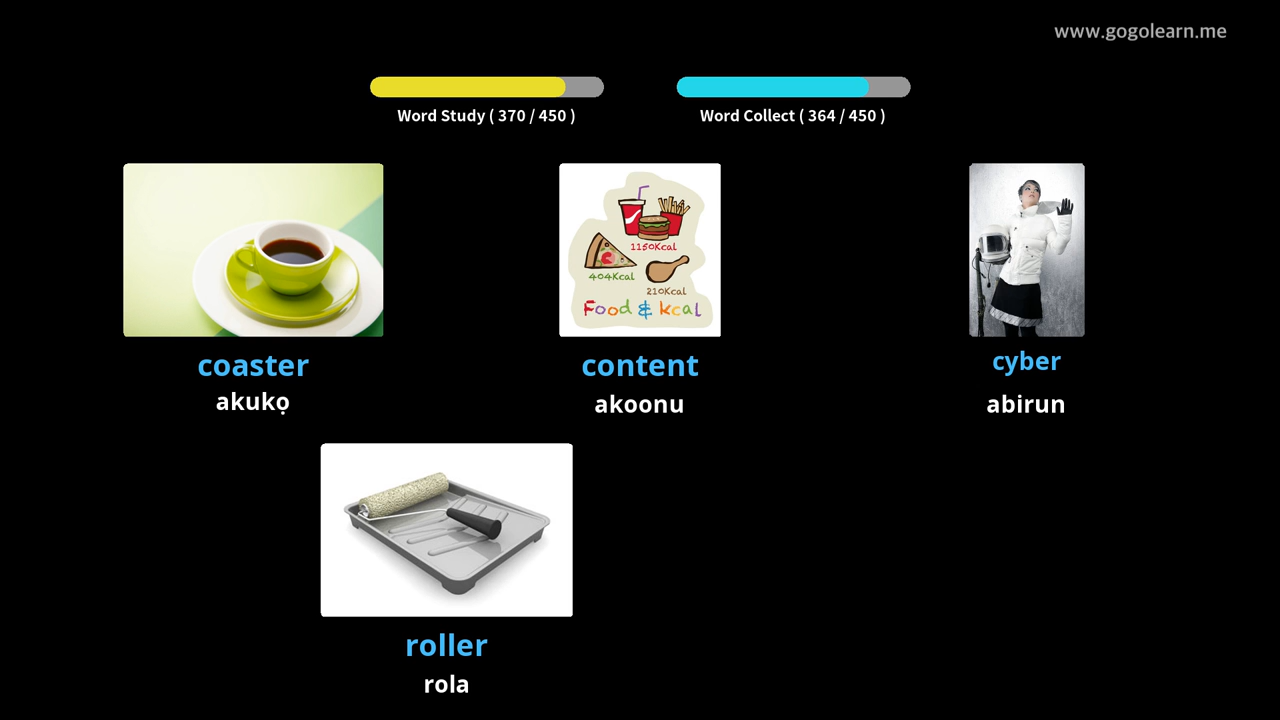 www.gogolearn.me
Word Study ( 370 / 450 )
Word Collect ( 364 / 450 )
1150Kcal
404Kcal
210Kcal
Food & kcal
coaster
akukọ
content
akoonu
cyber
abirun
roller
rola